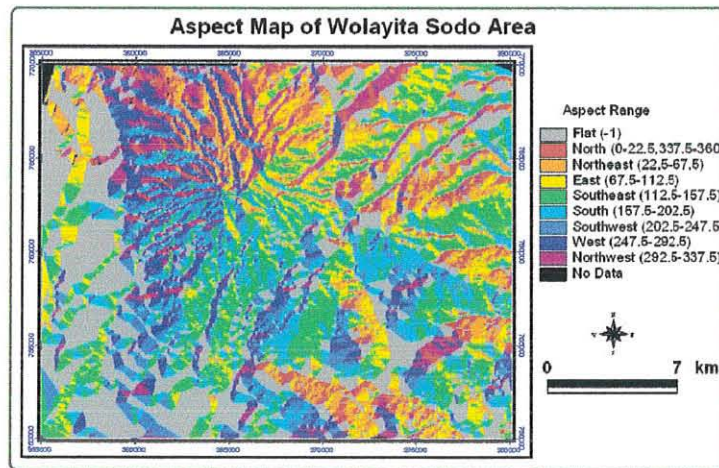 Aspect Map of Wolayita Sodo Area
360000 365000 370000
Aspect Range
Flat (-1)
North (0-22.5,337.5-360
Northeast (22.5-67.5)
East (67.5-112.5)
Southeast (112.5-157.5)
South (157.5-202.5)
Southwest (202.5-247.5
West (247.5-292.5)
Northwest (292.5-337.5)
No Data
0 7 km